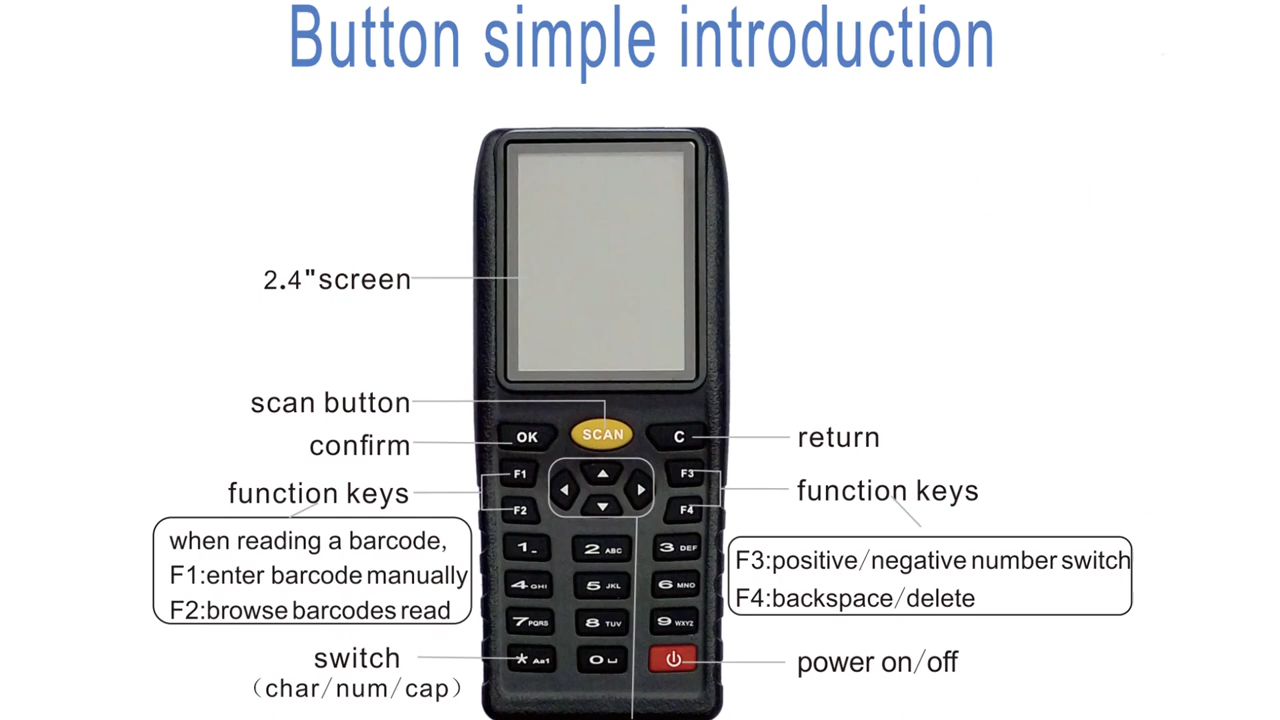 Button simple introduction
2.4"screen
scan button
confirm
function keys
when reading a barcode,
F1:enter barcode manually
F2:browse barcodes read
switch
(char/num/cap)
OK
SCAN
C
F1
F3
F2
F4
1_
2 ABC
3 DEF
4 GHI
5 JKL
6 MNO
7 PQRS
8 TUV
9 WXYZ
* Aa1
0
return
function keys
F3:positive/negative number switch
F4:backspace/delete
power on/off